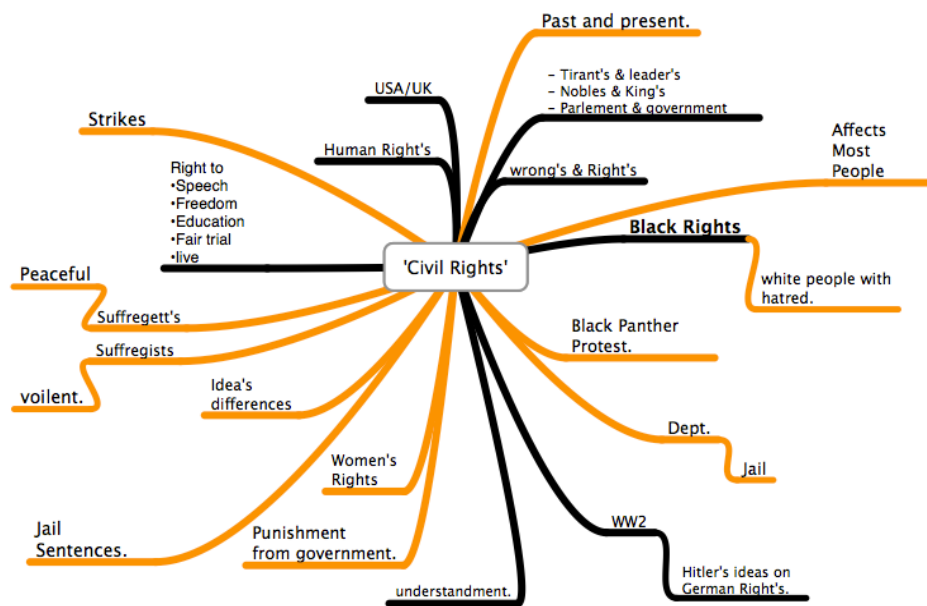 Past and present.
USA/UK
– Tirant's & leader's
– Nobles & King's
– Parlement & government
Strikes
Affects
Most
People
Human Right's
Right to
•Speech
•Freedom
•Education
•Fair trial
•live
wrong's & Right's
Black Rights
'Civil Rights'
Peaceful
white people with
hatred.
Suffregett's
Black Panther
Protest.
Suffregists
voilent.
Idea's
differences
Dept.
Jail
Women's
Rights
Jail
Sentences.
Punishment
from government.
WW2
understandment.
Hitler's ideas on
German Right's.